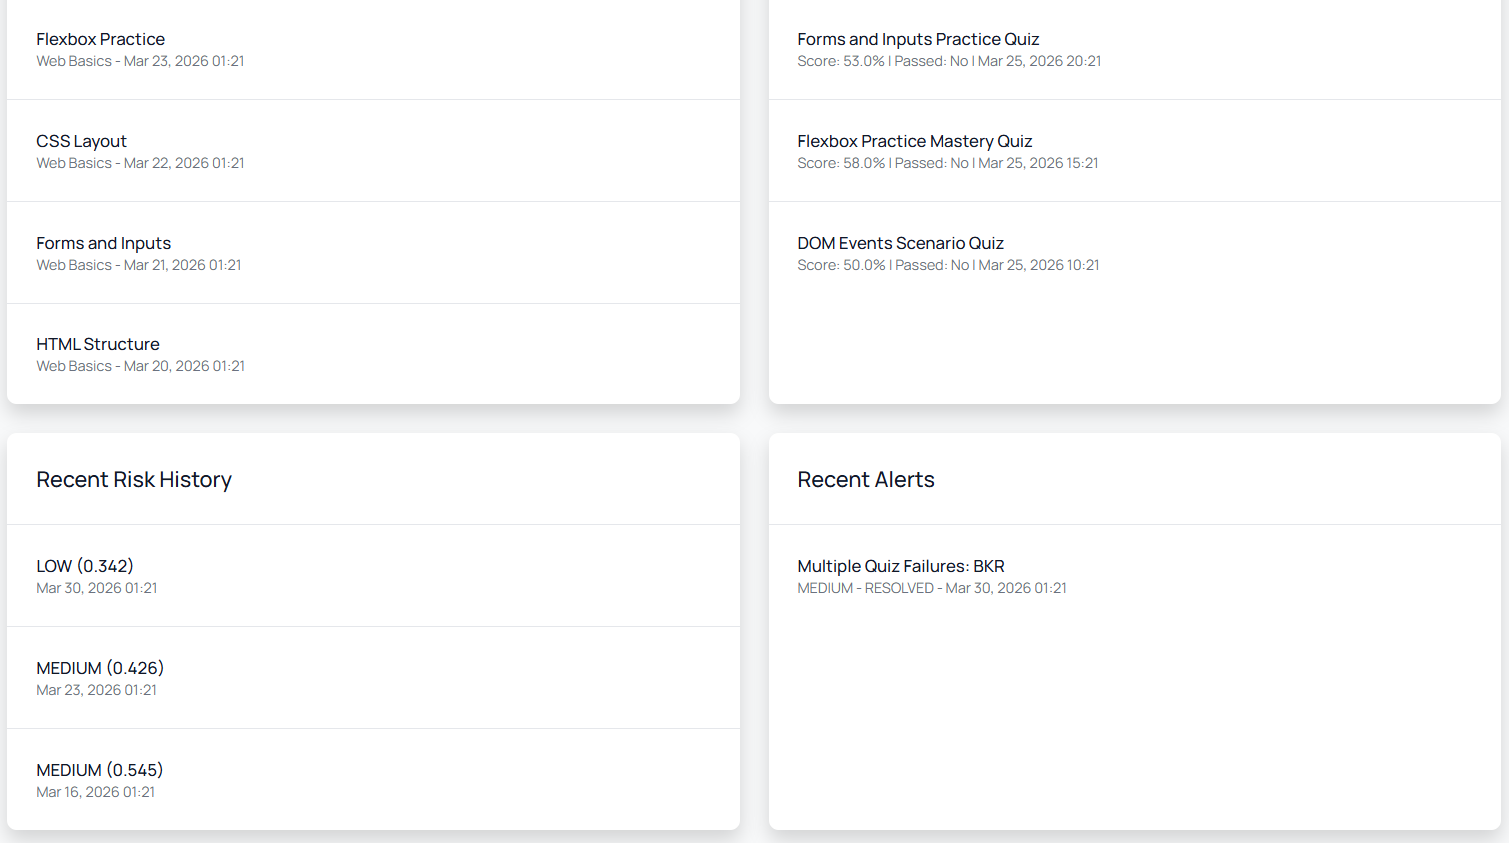 Flexbox Practice
Web Basics - Mar 23, 2026 01:21
CSS Layout
Web Basics - Mar 22, 2026 01:21
Forms and Inputs
Web Basics - Mar 21, 2026 01:21
HTML Structure
Web Basics - Mar 20, 2026 01:21
Forms and Inputs Practice Quiz
Score: 53.0% | Passed: No | Mar 25, 2026 20:21
Flexbox Practice Mastery Quiz
Score: 58.0% | Passed: No | Mar 25, 2026 15:21
DOM Events Scenario Quiz
Score: 50.0% | Passed: No | Mar 25, 2026 10:21
Recent Risk History
LOW (0.342)
Mar 30, 2026 01:21
MEDIUM (0.426)
Mar 23, 2026 01:21
MEDIUM (0.545)
Mar 16, 2026 01:21
Recent Alerts
Multiple Quiz Failures: BKR
MEDIUM - RESOLVED - Mar 30, 2026 01:21